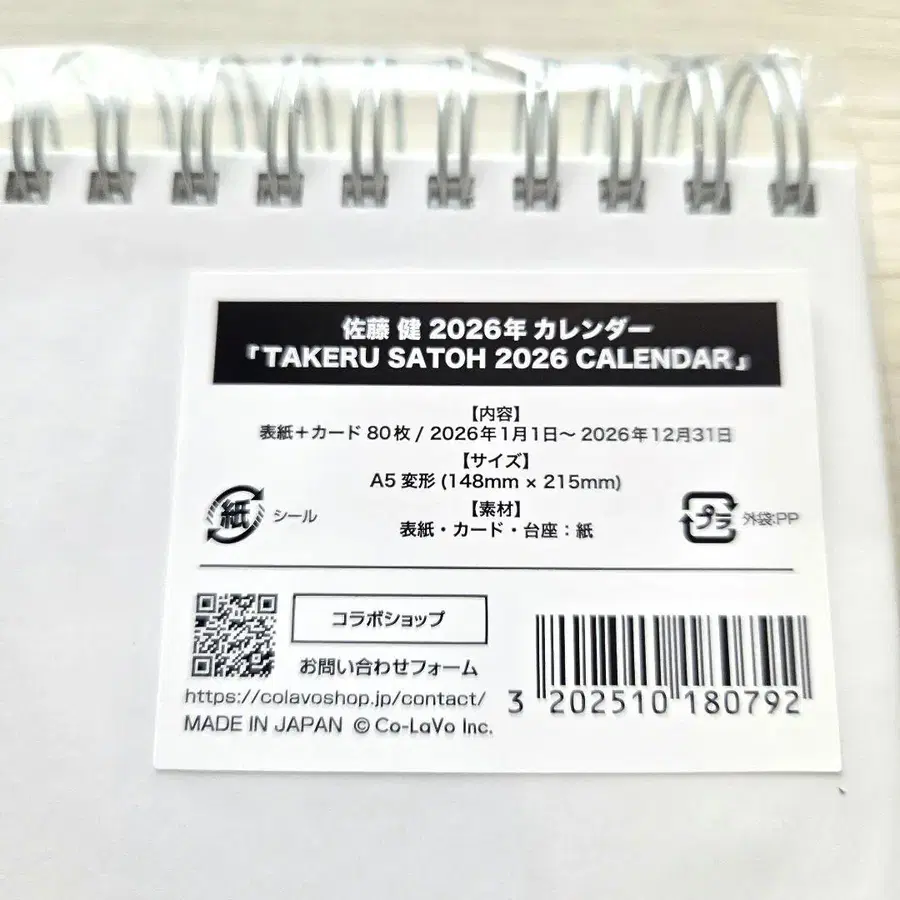 佐藤 健 2026年 カレンダー
『TAKERU SATOH 2026 CALENDAR』
【内容】
表紙+カード 80枚 / 2026年1月1日〜 2026年12月31日
【サイズ】
A5 変形 (148mm × 215mm)
【素材】
表紙・カード・台座：紙
紙 シール
プラ 外袋:PP
コラボショップ
お問い合わせフォーム
https://colavoshop.jp/contact/
MADE IN JAPAN © Co-LaVo Inc.
3 202510 180792